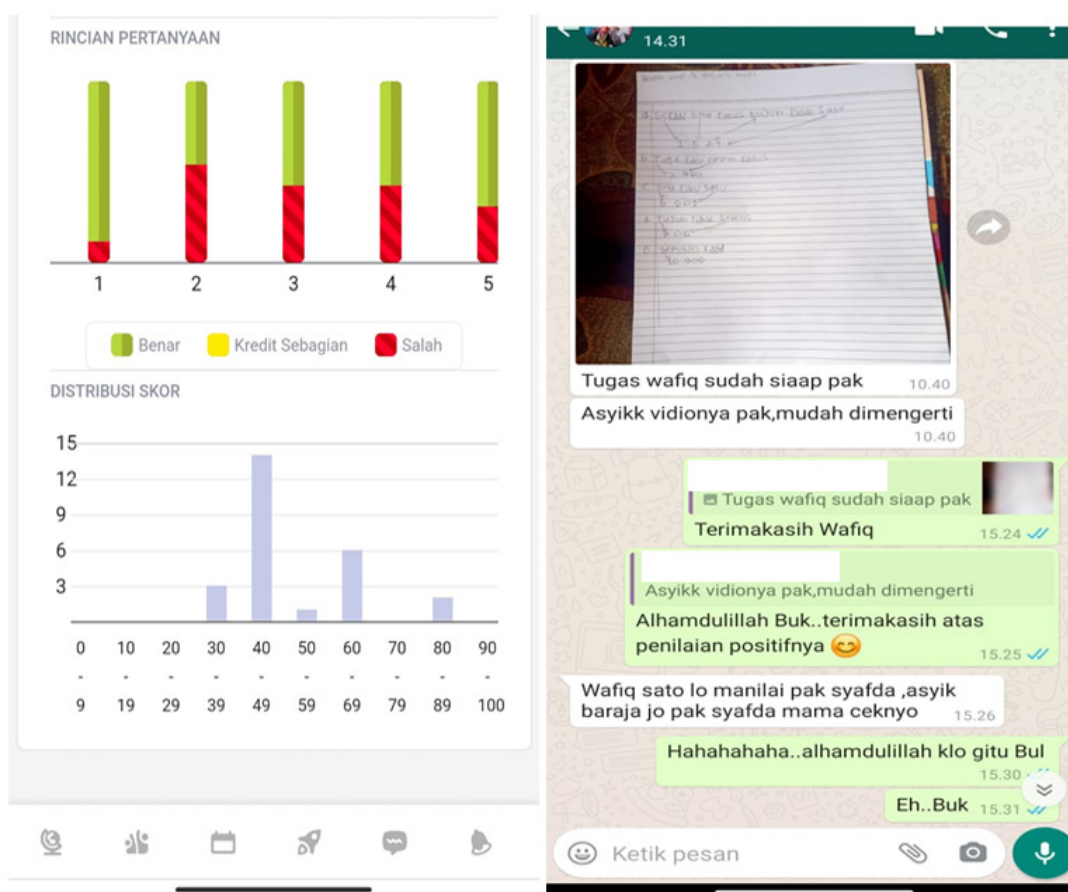 RINCIAN PERTANYAAN
1 2 3 4 5
Benar Kredit Sebagian Salah
DISTRIBUSI SKOR
15
12
9
6
3
0 10 20 30 40 50 60 70 80 90
- - - - - - - - - -
9 19 29 39 49 59 69 79 89 100
14.31
Tugas wafiq sudah siaap pak 10.40
Asyikk vidionya pak,mudah dimengerti
10.40
Tugas wafiq sudah siaap pak
Terimakasih Wafiq 15.24
Asyikk vidionya pak,mudah dimengerti
Alhamdulillah Buk..terimakasih atas
penilaian positifnya 😊 15.25
Wafiq sato lo manilai pak syafda ,asyik
baraja jo pak syafda mama ceknyo 15.26
Hahahahaha..alhamdulillah klo gitu Bul
15.30
Eh..Buk 15.31
Ketik pesan